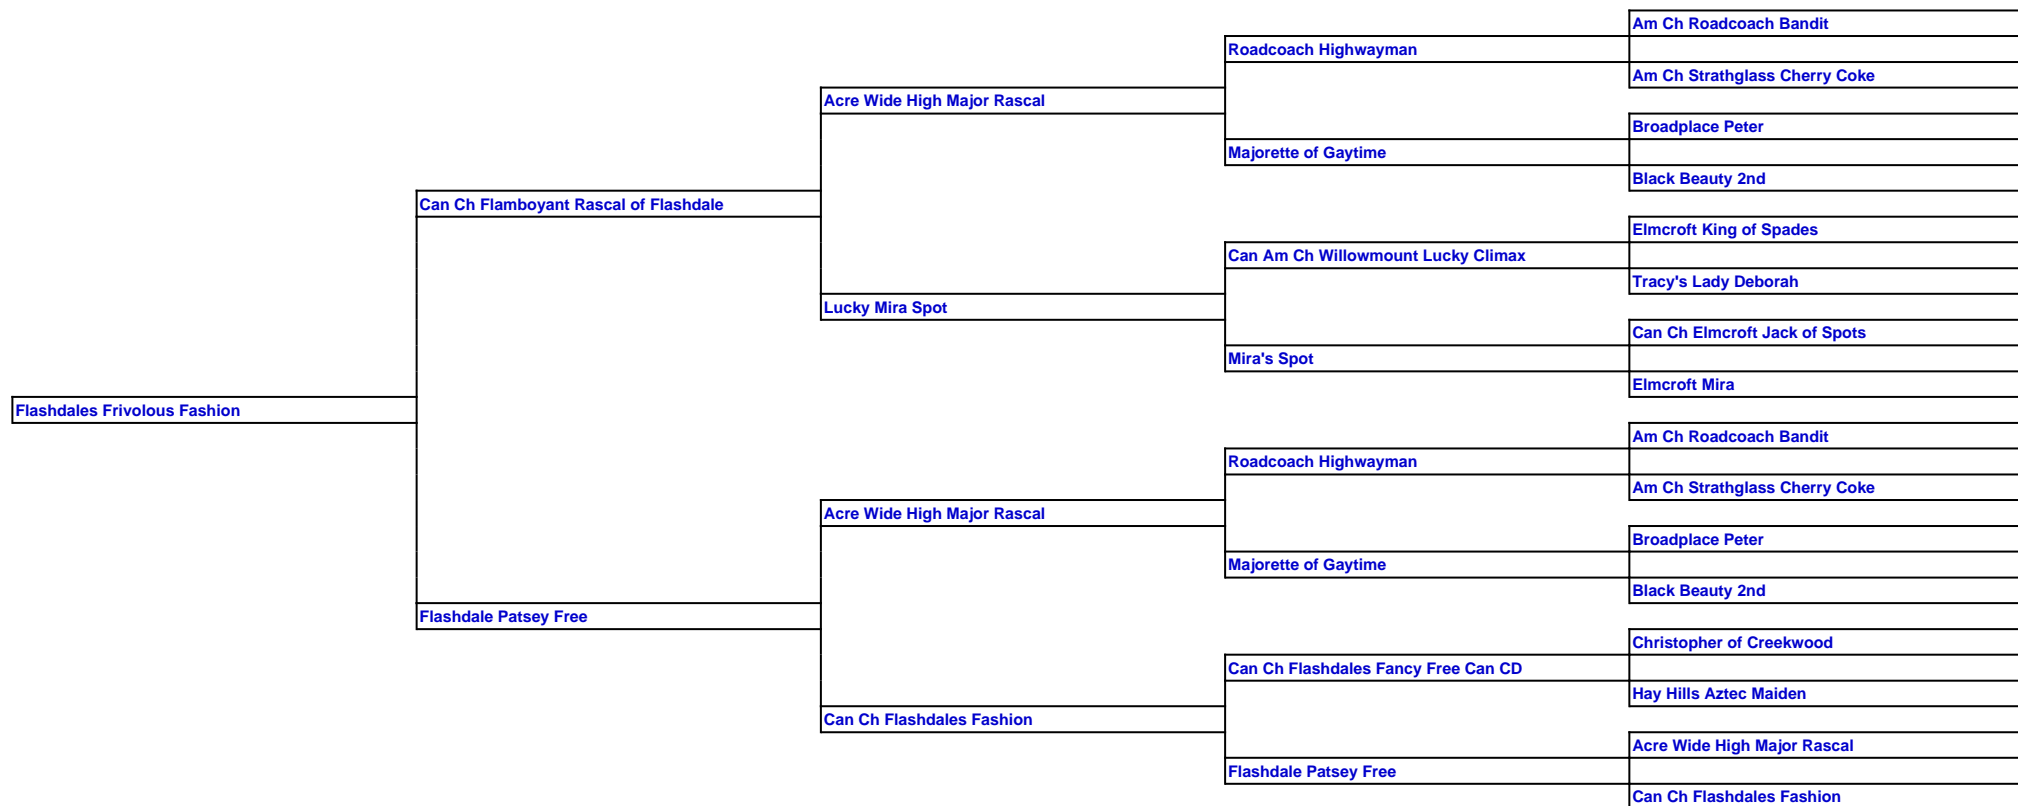 Am Ch Roadcoach Bandit
Roadcoach Highwayman
Am Ch Strathglass Cherry Coke
Acre Wide High Major Rascal
Broadplace Peter
Majorette of Gaytime
Black Beauty 2nd
Can Ch Flamboyant Rascal of Flashdale
Elmcroft King of Spades
Can Am Ch Willowmount Lucky Climax
Tracy's Lady Deborah
Lucky Mira Spot
Can Ch Elmcroft Jack of Spots
Mira's Spot
Elmcroft Mira
Flashdales Frivolous Fashion
Am Ch Roadcoach Bandit
Roadcoach Highwayman
Am Ch Strathglass Cherry Coke
Acre Wide High Major Rascal
Broadplace Peter
Majorette of Gaytime
Black Beauty 2nd
Flashdale Patsey Free
Christopher of Creekwood
Can Ch Flashdales Fancy Free Can CD
Hay Hills Aztec Maiden
Can Ch Flashdales Fashion
Acre Wide High Major Rascal
Flashdale Patsey Free
Can Ch Flashdales Fashion